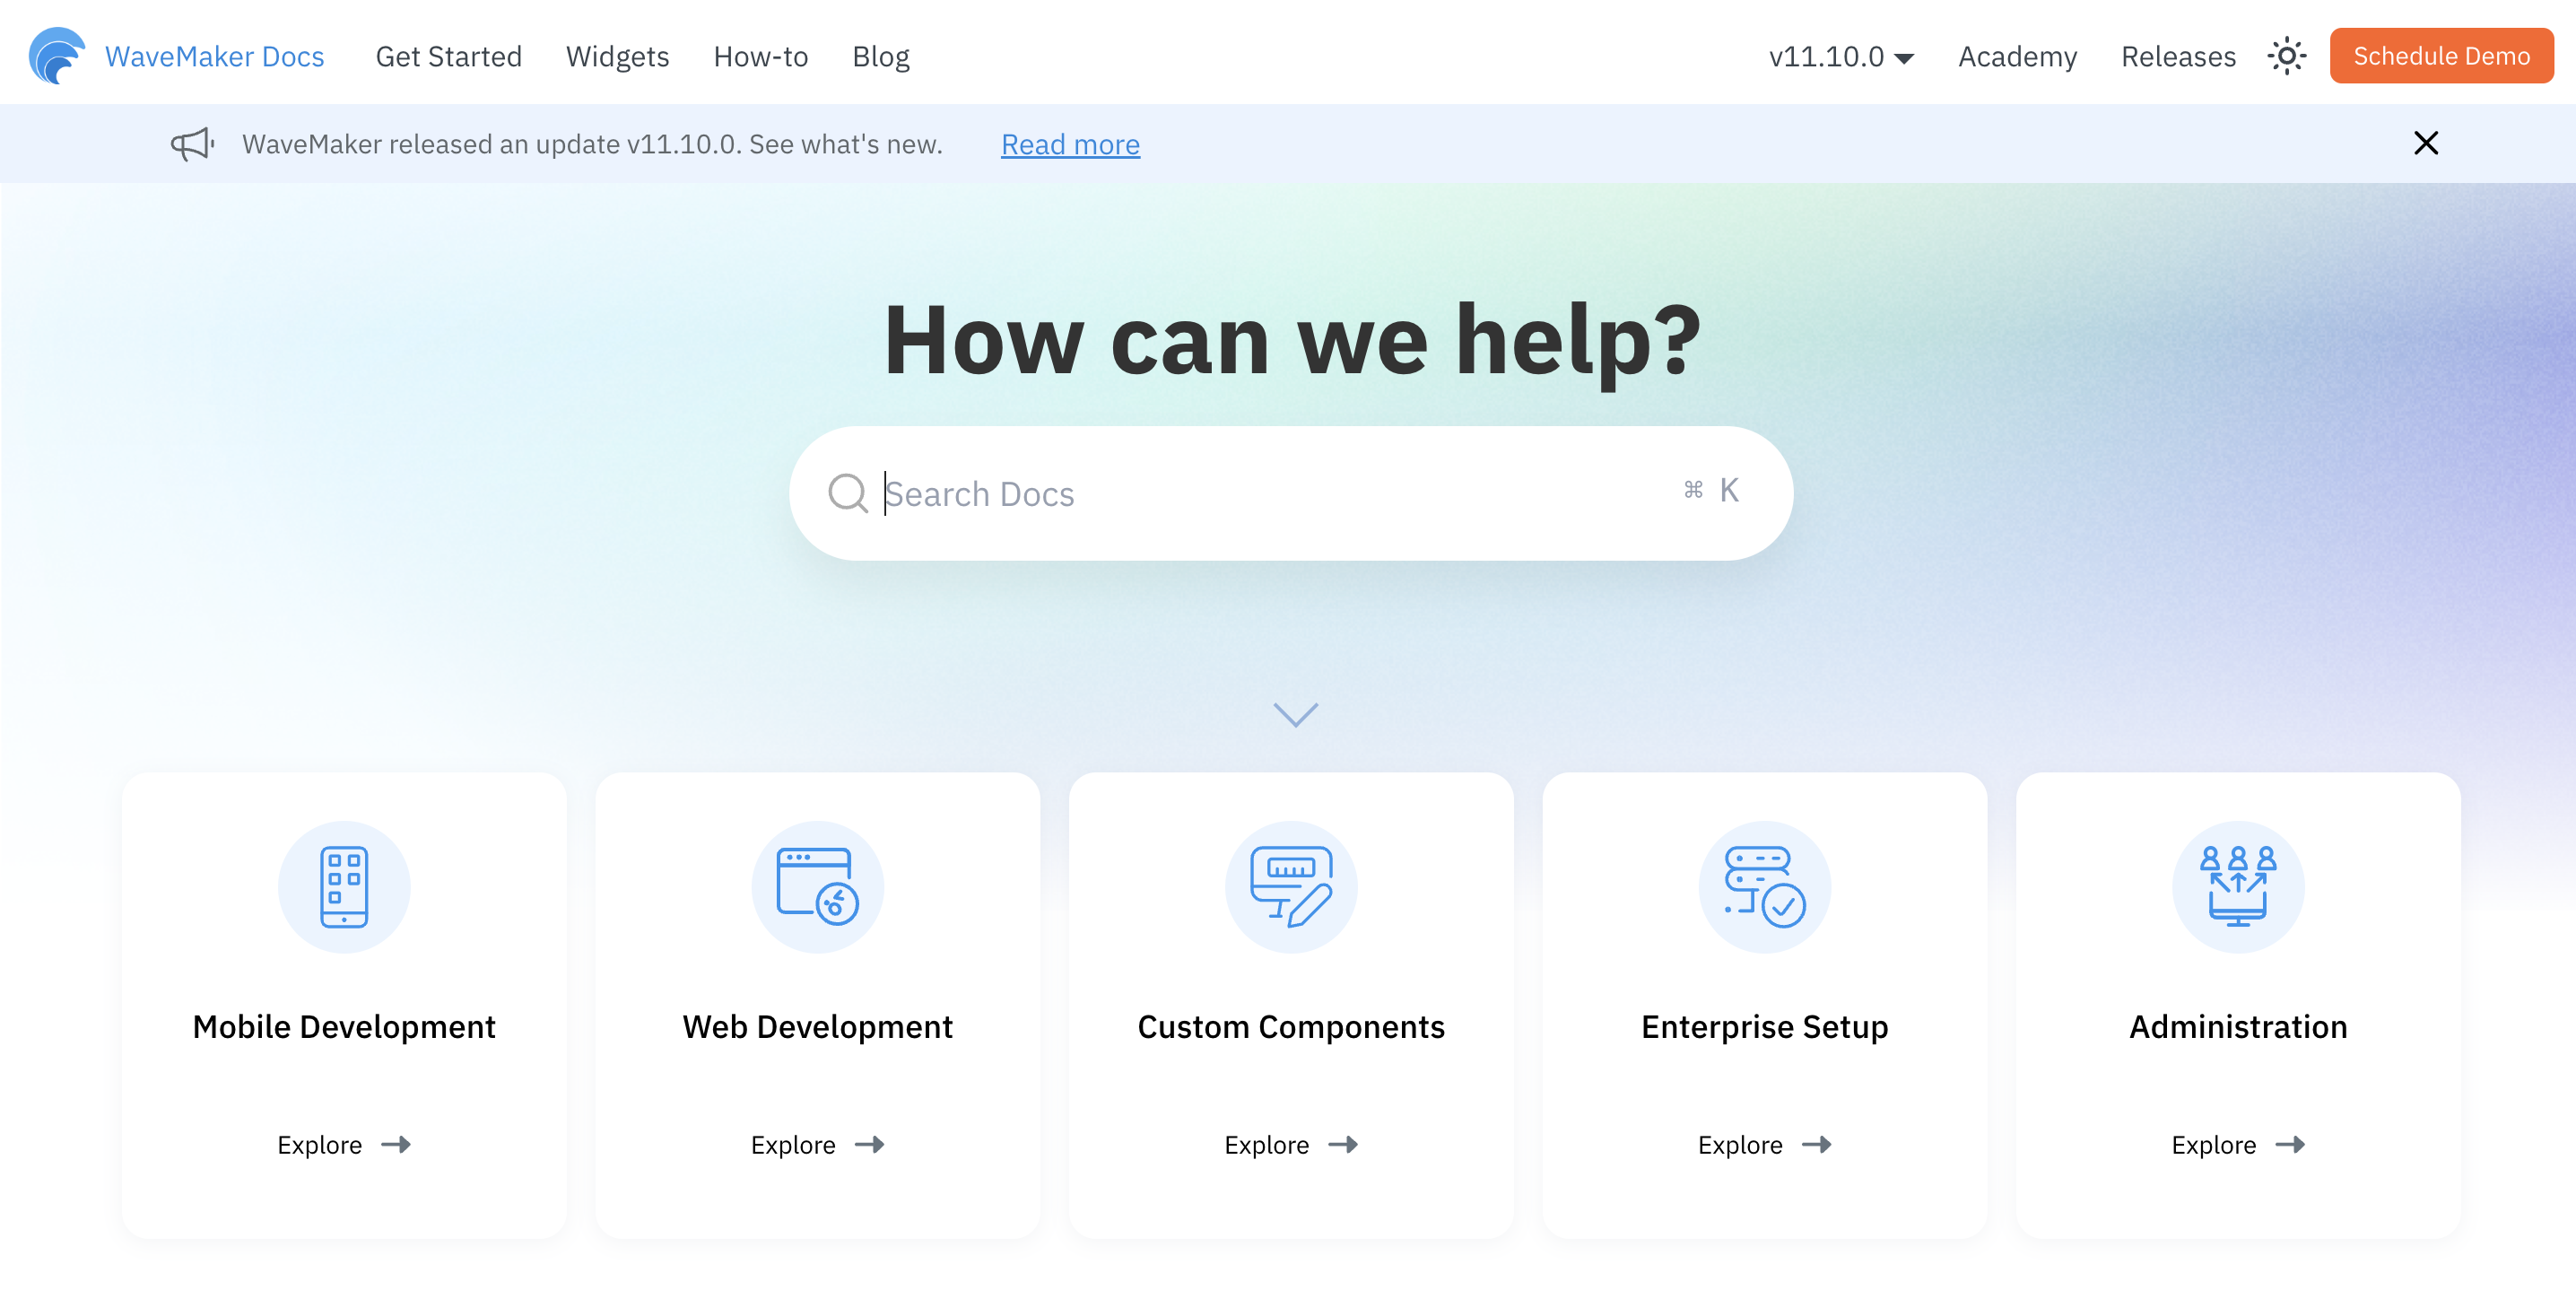 WaveMaker Docs Get Started Widgets How-to Blog v11.10.0 Academy Releases Schedule Demo
WaveMaker released an update v11.10.0. See what's new. Read more
How can we help?
Search Docs ⌘ K
Mobile Development Web Development Custom Components Enterprise Setup Administration
Explore Explore Explore Explore Explore